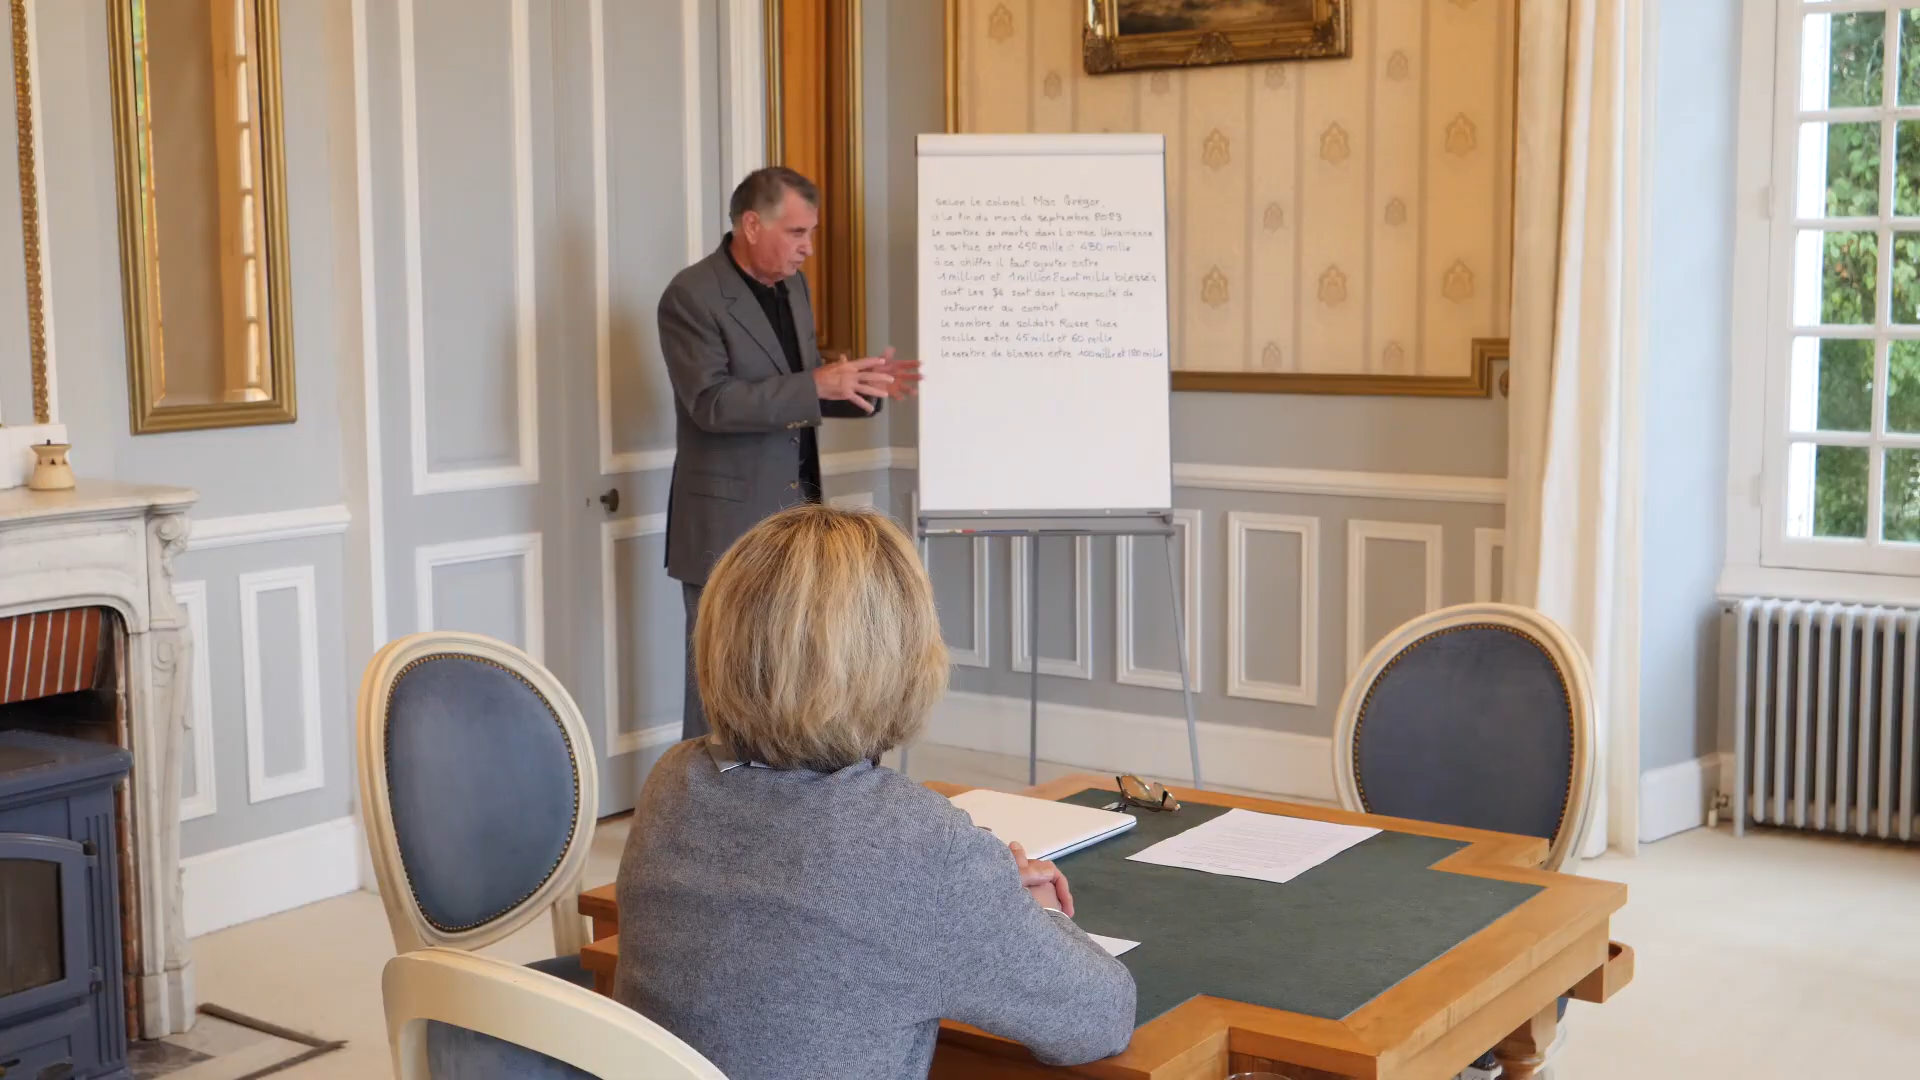 Selon le colonel Mac Grégor,
à la fin du mois de septembre 2023
Le nombre de morts dans L'armée Ukrainienne
se situe entre 450 mille et 480 mille
à ce chiffre il faut ajouter entre
1 million et 1 million 2 cent mille blessés
dont Les 3/4 sont dans L'incapacité de
retourner au combat
Le nombre de soldats Russe Tués
oscille entre 45 mille et 60 mille
Le nombre de blessés entre 100 mille et mille